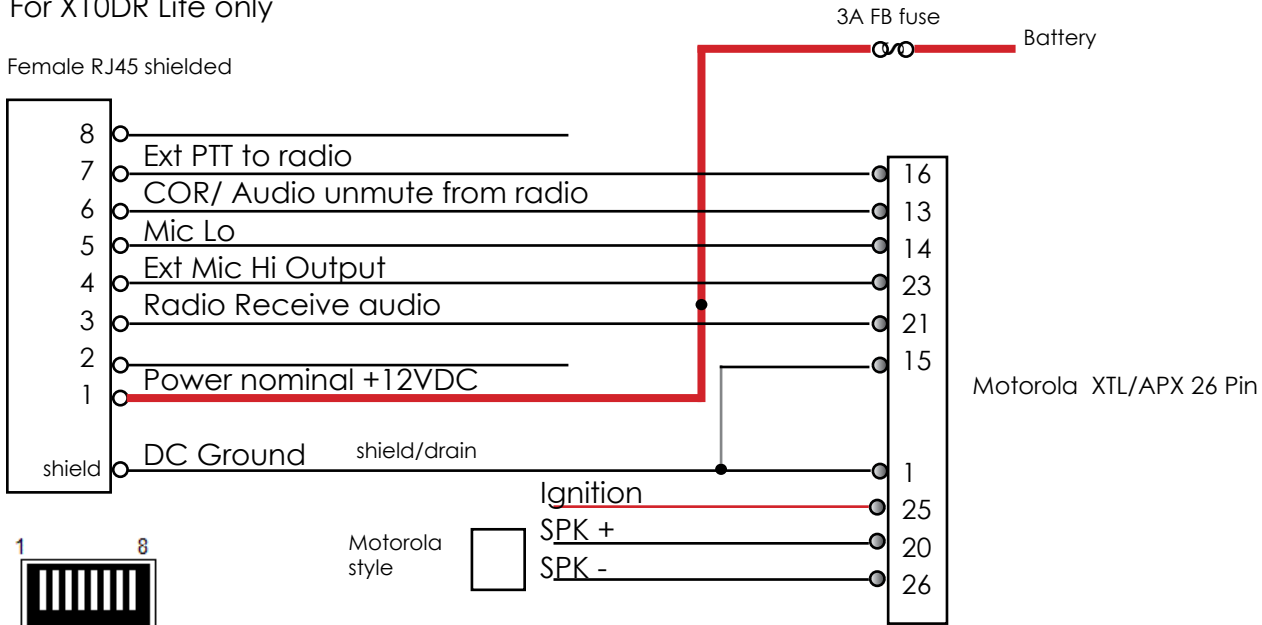 For X10DR Lite only
3A FB fuse
Battery
Female RJ45 shielded
8
Ext PTT to radio
7
16
COR/ Audio unmute from radio
6
13
Mic Lo
5
14
Ext Mic Hi Output
4
23
Radio Receive audio
3
21
2
15
Power nominal +12VDC
1
Motorola XTL/APX 26 Pin
DC Ground
shield/drain
shield
1
Ignition
25
SPK +
20
Motorola
style
SPK -
26
1 8